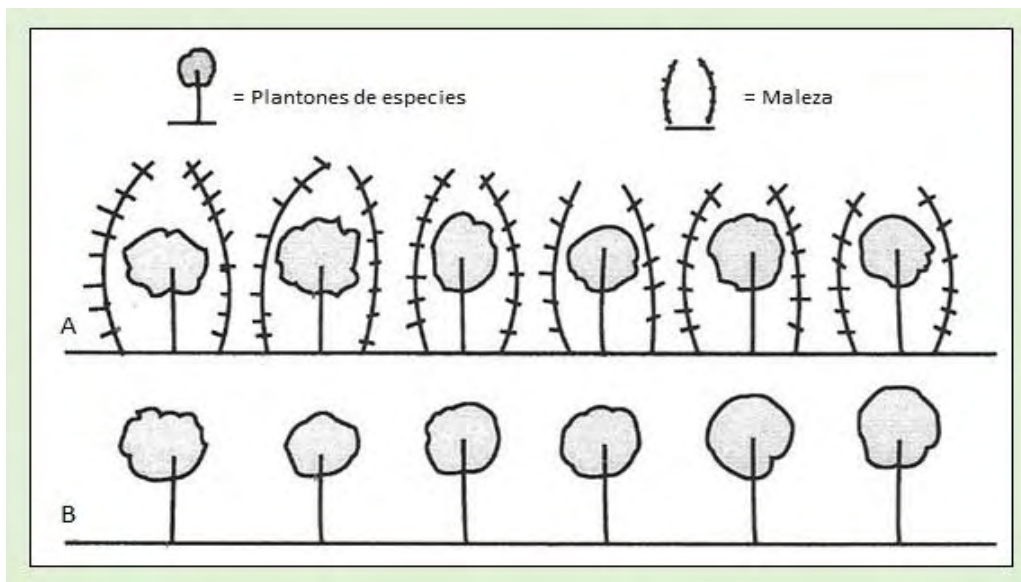 = Plantones de especies
= Maleza
A
B